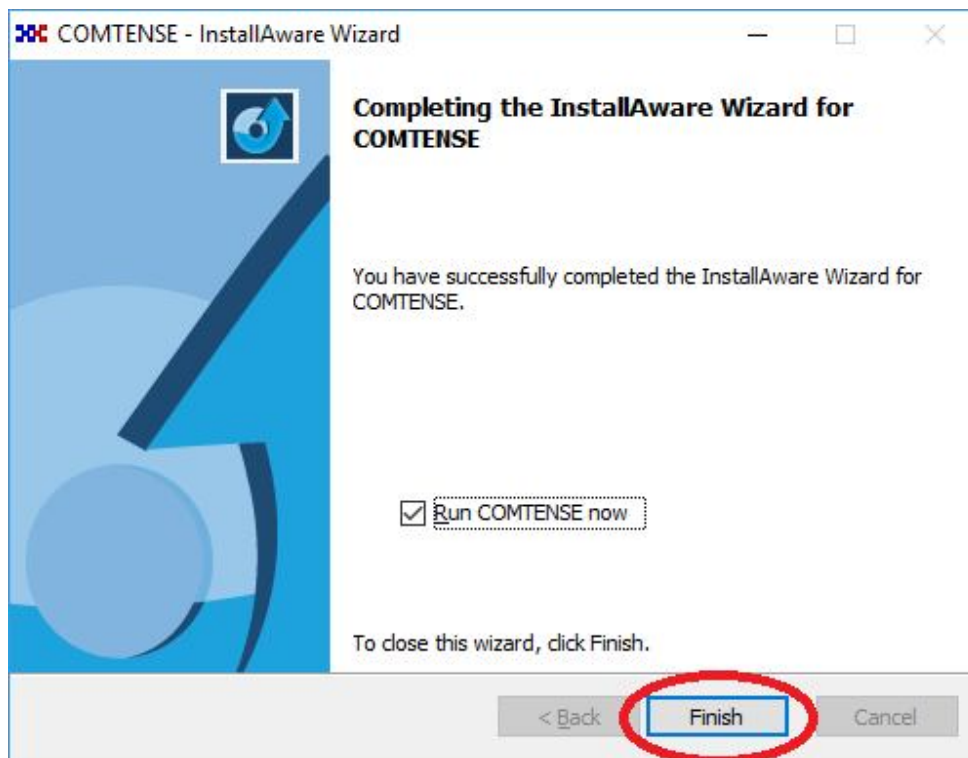 COMTENSE - InstallAware Wizard
Completing the InstallAware Wizard for
COMTENSE
You have successfully completed the InstallAware Wizard for
COMTENSE.
Run COMTENSE now
To close this wizard, click Finish.
< Back
Finish
Cancel